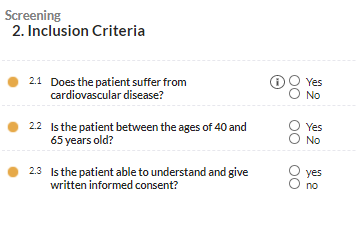 Screening
2. Inclusion Criteria
2.1 Does the patient suffer from cardiovascular disease?
Yes
No
2.2 Is the patient between the ages of 40 and 65 years old?
Yes
No
2.3 Is the patient able to understand and give written informed consent?
yes
no